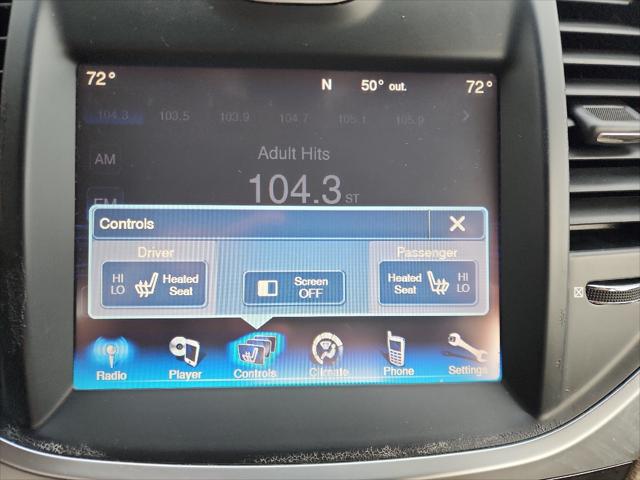 72° N 50° out. 72°
104.3 103.5 103.9 104.7 105.1 105.9 >
AM Adult Hits
FM 104.3 ST
Controls X
Driver Passenger
HI LO Heated Seat
Screen OFF
Heated Seat HI LO
Radio Player Controls Climate Phone Settings